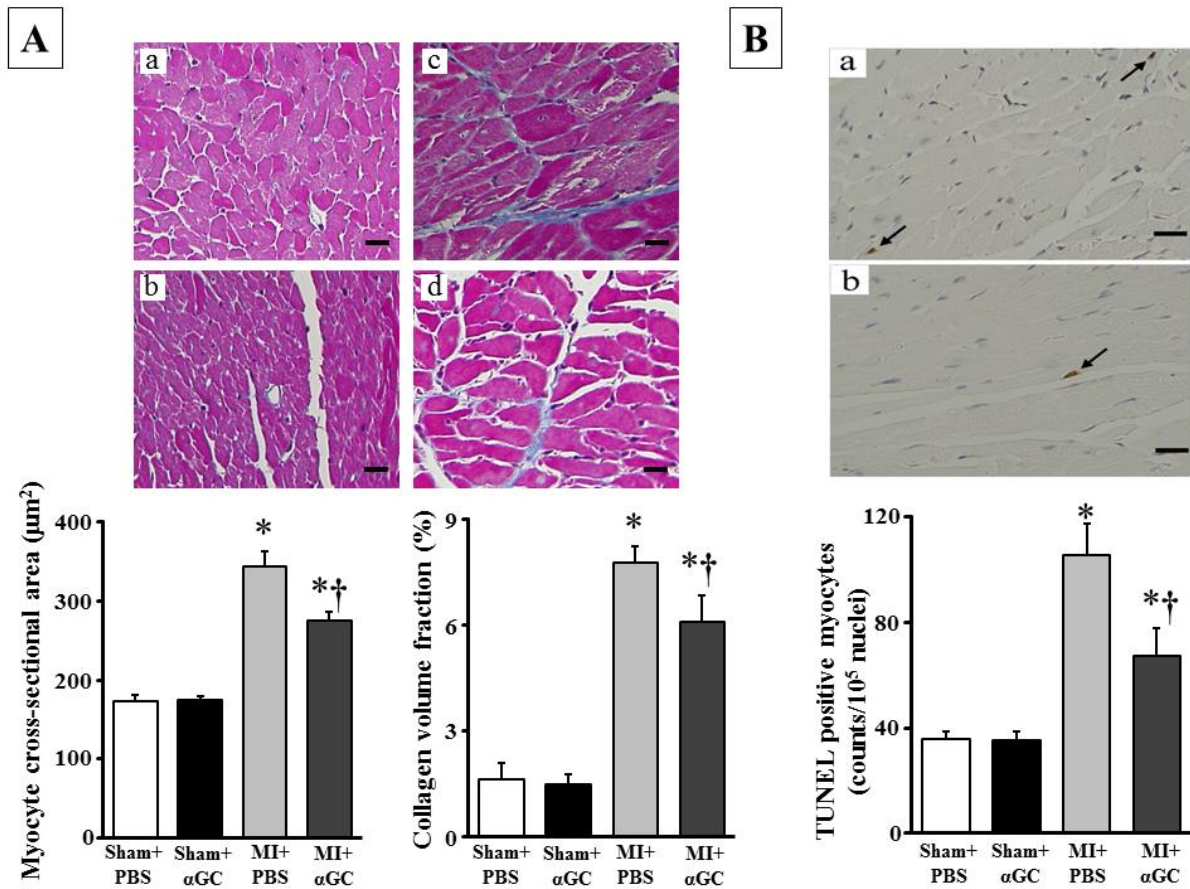 A
B
a
c
b
d
a
b
Myocyte cross-sectional area (µm²)
400
300
200
100
0
*
*†
Sham+
PBS
Sham+
αGC
MI+
PBS
MI+
αGC
Collagen volume fraction (%)
9
6
3
0
*
*†
Sham+
PBS
Sham+
αGC
MI+
PBS
MI+
αGC
TUNEL positive myocytes
(counts/10⁵ nuclei)
120
80
40
0
*
*†
Sham+
PBS
Sham+
αGC
MI+
PBS
MI+
αGC